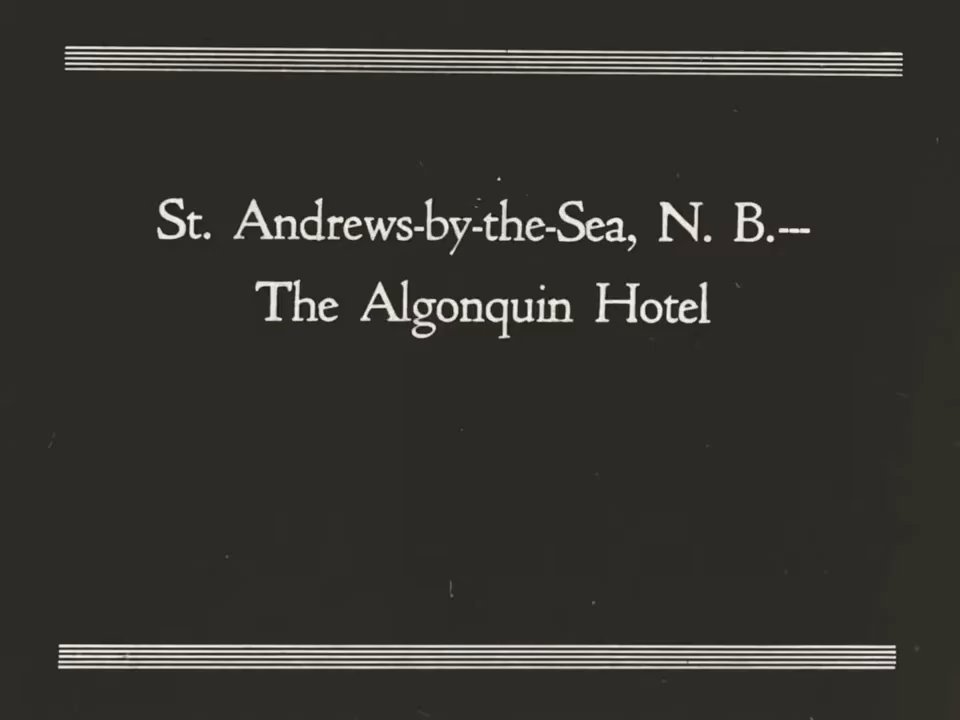 St. Andrews-by-the-Sea, N. B.---
The Algonquin Hotel